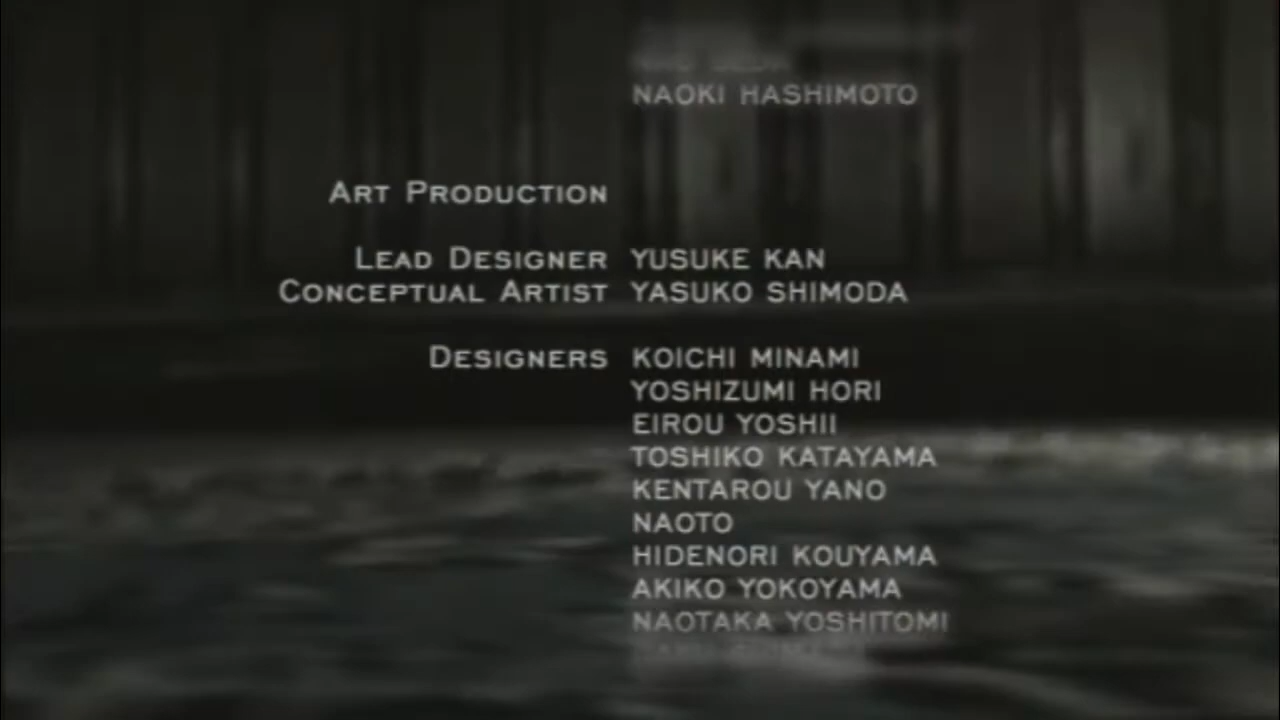 NAOKI HASHIMOTO
ART PRODUCTION
LEAD DESIGNER YUSUKE KAN
CONCEPTUAL ARTIST YASUKO SHIMODA
DESIGNERS KOICHI MINAMI
YOSHIZUMI HORI
EIROU YOSHII
TOSHIKO KATAYAMA
KENTAROU YANO
NAOTO
HIDENORI KOUYAMA
AKIKO YOKOYAMA
NAOTAKA YOSHITOMI